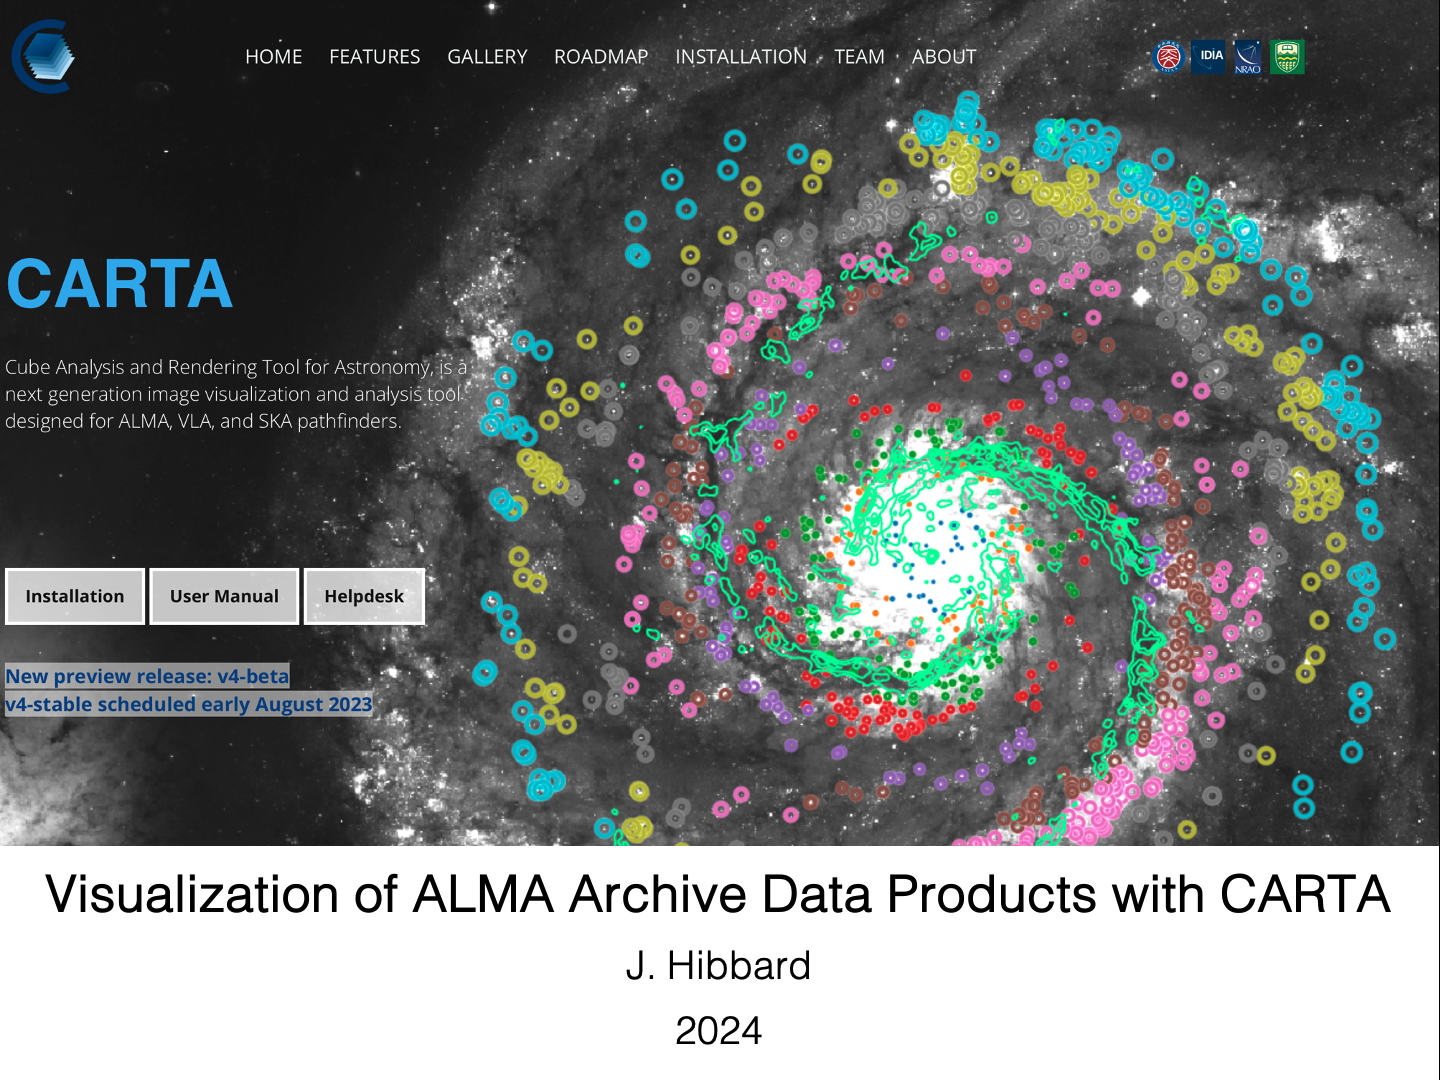 HOME FEATURES GALLERY ROADMAP INSTALLATION TEAM ABOUT
IDIA
NRAO
CARTA
Cube Analysis and Rendering Tool for Astronomy, is a
next generation image visualization and analysis tool
designed for ALMA, VLA, and SKA pathfinders.
Installation User Manual Helpdesk
New preview release: v4-beta
v4-stable scheduled early August 2023
Visualization of ALMA Archive Data Products with CARTA
J. Hibbard
2024